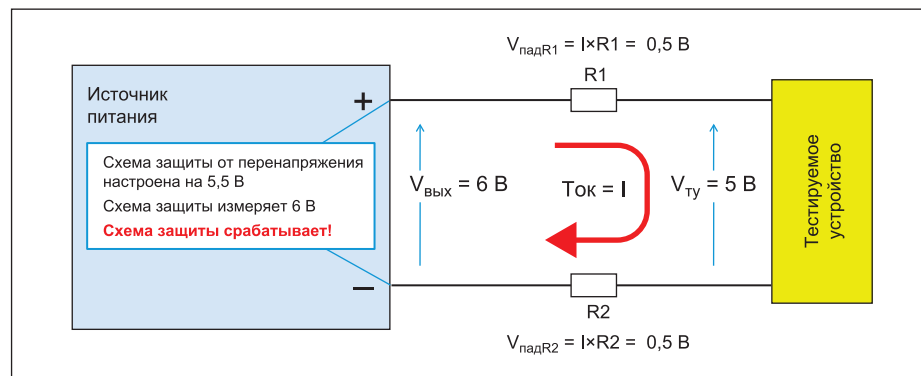 VпадR1 = I×R1 = 0,5 В
R1
Источник
питания
+
Схема защиты от перенапряжения
настроена на 5,5 В
Схема защиты измеряет 6 В
Схема защиты срабатывает!
Vвых = 6 В
Ток = I
Vту = 5 В
Тестируемое
устройство
−
R2
VпадR2 = I×R2 = 0,5 В